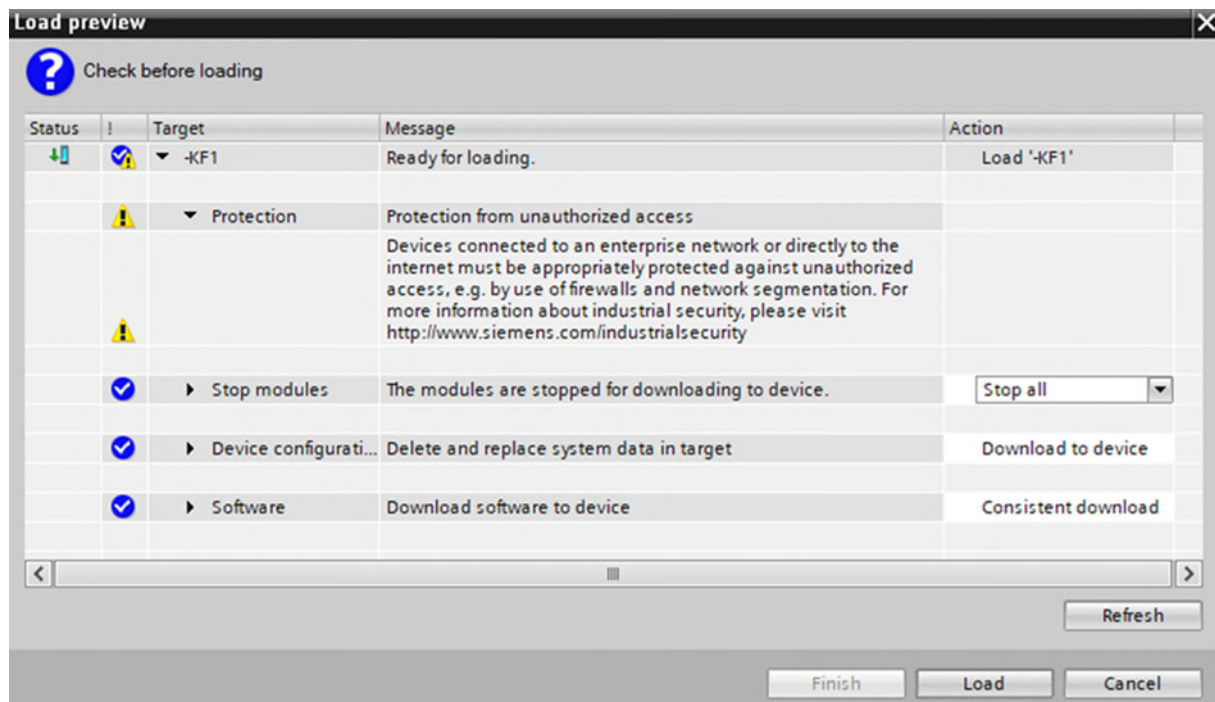 Load preview
Check before loading
Status ! Target Message Action
-KF1 Ready for loading. Load '-KF1'
Protection Protection from unauthorized access
Devices connected to an enterprise network or directly to the
internet must be appropriately protected against unauthorized
access, e.g. by use of firewalls and network segmentation. For
more information about industrial security, please visit
http://www.siemens.com/industrialsecurity
Stop modules The modules are stopped for downloading to device. Stop all
Device configurati... Delete and replace system data in target Download to device
Software Download software to device Consistent download
Refresh
Finish Load Cancel